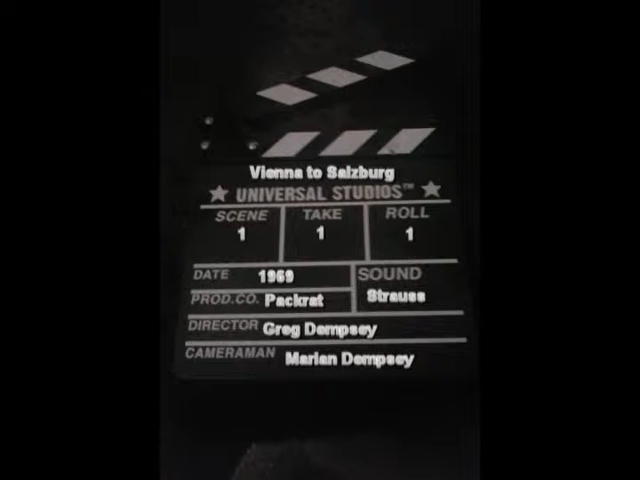 Vienna to Salzburg
★ UNIVERSAL STUDIOS™ ★
SCENE TAKE ROLL
1 1 1
DATE 1969 SOUND
PROD.CO. Packrat Strauss
DIRECTOR Greg Dempsey
CAMERAMAN Marian Dempsey